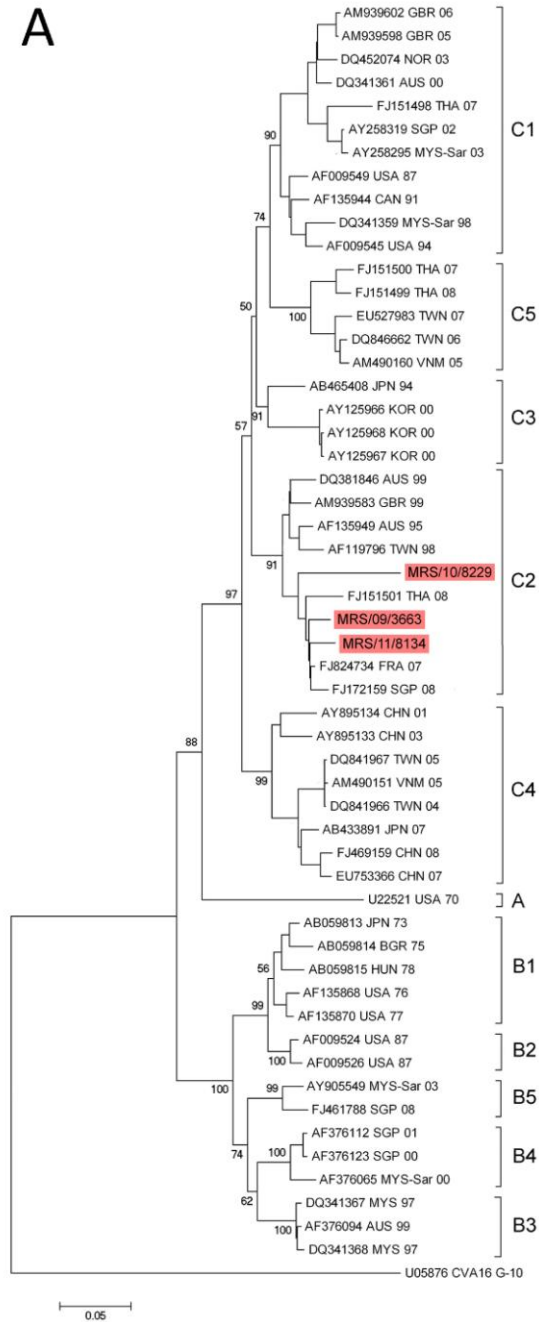 A
AM939602 GBR 06
AM939598 GBR 05
DQ452074 NOR 03
DQ341361 AUS 00
FJ151498 THA 07
C1
AY258319 SGP 02
90
AY258295 MYS-Sar 03
AF009549 USA 87
AF135944 CAN 91
74
DQ341359 MYS-Sar 98
AF009545 USA 94
FJ151500 THA 07
FJ151499 THA 08
50
100
EU527983 TWN 07
C5
DQ846662 TWN 06
AM490160 VNM 05
AB465408 JPN 94
91
AY125966 KOR 00
C3
57
AY125968 KOR 00
AY125967 KOR 00
DQ381846 AUS 99
AM939583 GBR 99
AF135949 AUS 95
91
AF119796 TWN 98
MRS/10/8229
C2
97
FJ151501 THA 08
MRS/09/3663
MRS/11/8134
FJ824734 FRA 07
FJ172159 SGP 08
AY895134 CHN 01
88
AY895133 CHN 03
99
DQ841967 TWN 05
AM490151 VNM 05
C4
DQ841966 TWN 04
AB433891 JPN 07
FJ469159 CHN 08
EU753366 CHN 07
U22521 USA 70
A
AB059813 JPN 73
AB059814 BGR 75
56
AB059815 HUN 78
B1
99
AF135868 USA 76
AF135870 USA 77
AF009524 USA 87
100
AF009526 USA 87
B2
100
99
AY905549 MYS-Sar 03
B5
FJ461788 SGP 08
AF376112 SGP 01
74
100
AF376123 SGP 00
B4
AF376065 MYS-Sar 00
62
DQ341367 MYS 97
100
AF376094 AUS 99
B3
DQ341368 MYS 97
U05876 CVA16 G-10
0.05